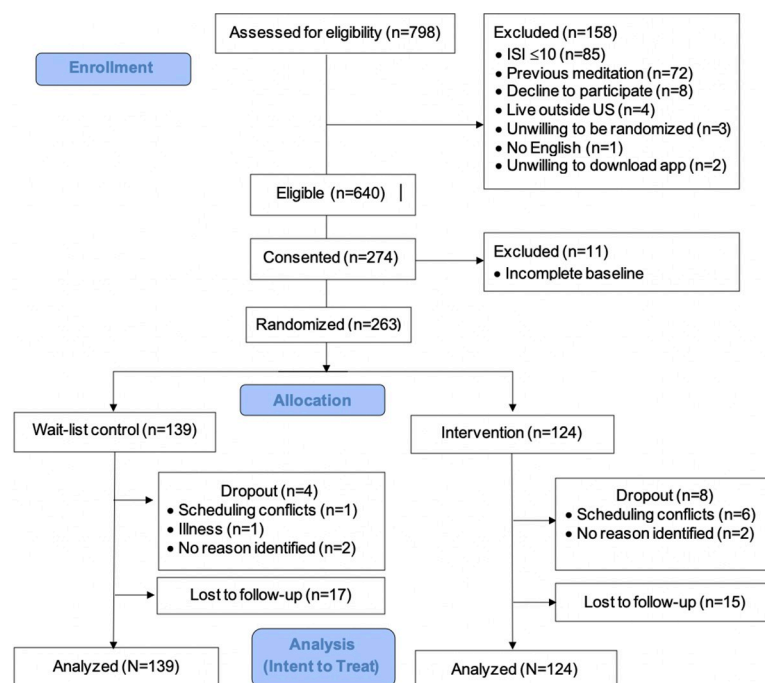 Assessed for eligibility (n=798)
Enrollment
Excluded (n=158)
• ISI ≤10 (n=85)
• Previous meditation (n=72)
• Decline to participate (n=8)
• Live outside US (n=4)
• Unwilling to be randomized (n=3)
• No English (n=1)
• Unwilling to download app (n=2)
Eligible (n=640)
Consented (n=274)
Excluded (n=11)
• Incomplete baseline
Randomized (n=263)
Allocation
Wait-list control (n=139)
Intervention (n=124)
Dropout (n=4)
• Scheduling conflicts (n=1)
• Illness (n=1)
• No reason identified (n=2)
Dropout (n=8)
• Scheduling conflicts (n=6)
• No reason identified (n=2)
Lost to follow-up (n=17)
Lost to follow-up (n=15)
Analysis
(Intent to Treat)
Analyzed (N=139)
Analyzed (N=124)